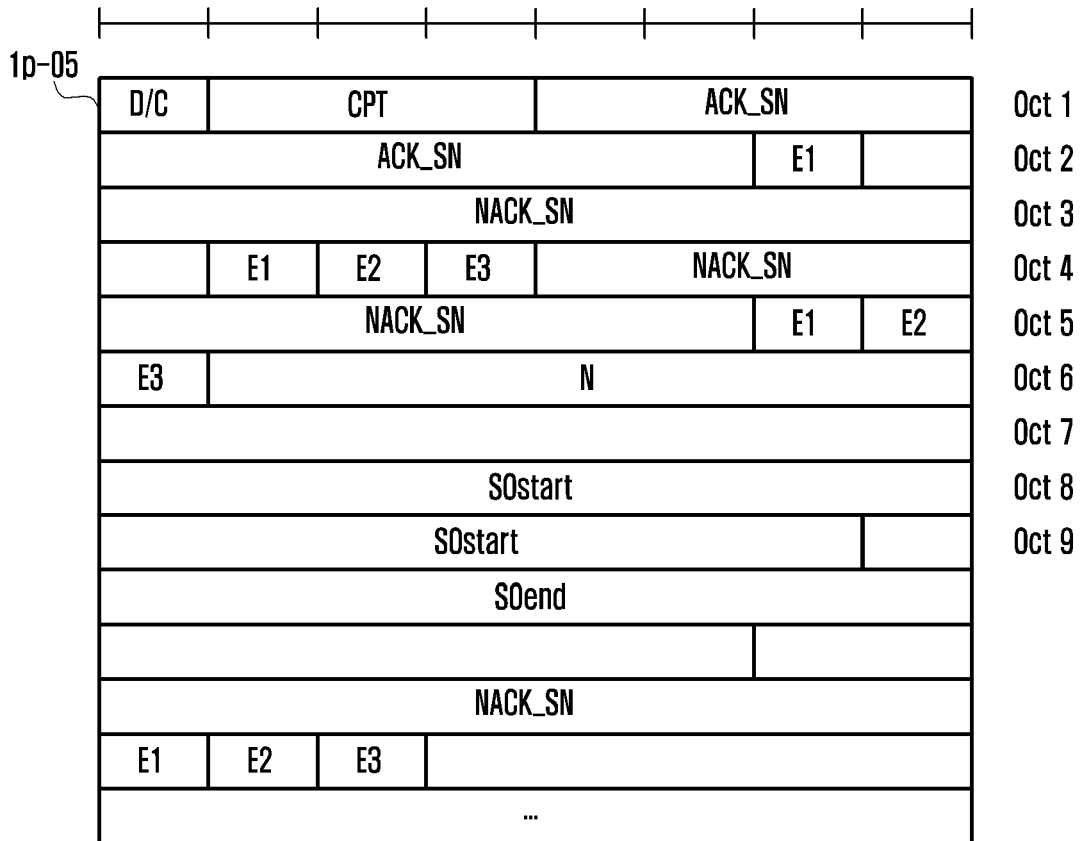 1p-05
D/C CPT ACK_SN Oct 1
ACK_SN E1 Oct 2
NACK_SN Oct 3
E1 E2 E3 NACK_SN Oct 4
NACK_SN E1 E2 Oct 5
E3 N Oct 6
Oct 7
SOstart Oct 8
SOstart Oct 9
SOend
NACK_SN
E1 E2 E3
...